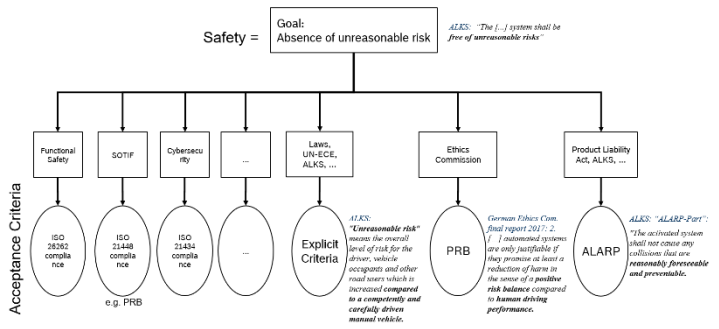 Goal:
Absence of unreasonable risk
Safety =
ALKS: "The [...] system shall be
free of unreasonable risks"
Functional
Safety
SOTIF
Cybersecu
rity
...
Laws,
UN-ECE,
ALKS, ...
Ethics
Commission
Product Liability
Act, ALKS, ...
Acceptance Criteria
ISO
26262
complia
nce
ISO
21448
complia
nce
e.g. PRB
ISO
21434
complia
nce
...
Explicit
Criteria
ALKS:
"Unreasonable risk"
means the overall
level of risk for the
driver, vehicle
occupants and other
road users which is
increased compared
to a competently and
carefully driven
manual vehicle.
PRB
German Ethics Com.
final report 2017: 2.
[...] automated systems
are only justifiable if
they promise at least a
reduction of harm in
the sense of a positive
risk balance compared
to human driving
performance.
ALARP
ALKS: "ALARP-Part":
"The activated system
shall not cause any
collisions that are
reasonably foreseeable
and preventable.